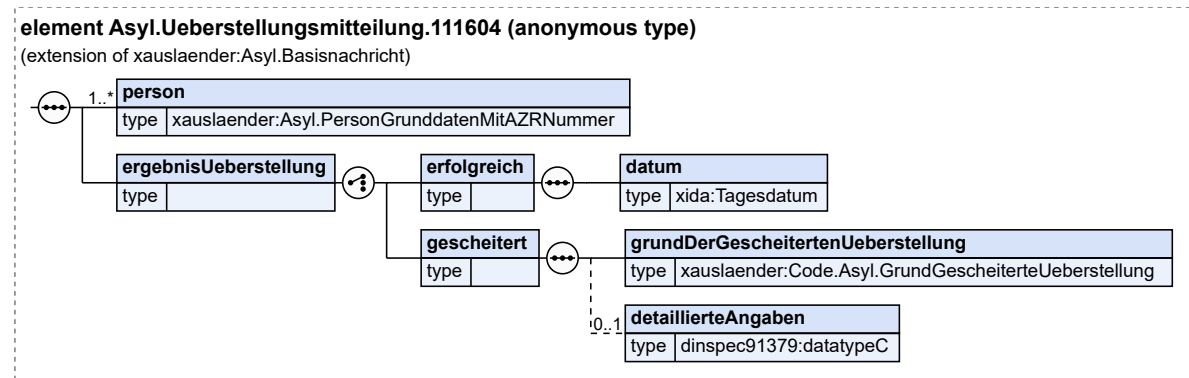 element Asyl.Ueberstellungsmitteilung.111604 (anonymous type)
(extension of xauslaender:Asyl.Basisnachricht)
1..* person
type xauslaender:Asyl.PersonGrunddatenMitAZRNummer
ergebnisUeberstellung erfolgreich datum
type type type xida:Tagesdatum
gescheitert grundDerGescheitertenUeberstellung
type type xauslaender:Code.Asyl.GrundGescheiterteUeberstellung
0..1 detaillierteAngaben
type dinspec91379:datatypeC